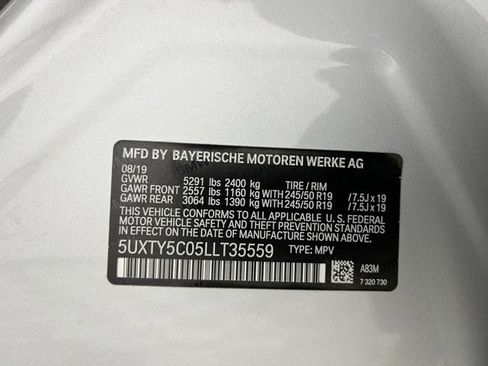 MFD BY BAYERISCHE MOTOREN WERKE AG
08/19
GVWR 5291 lbs 2400 kg TIRE / RIM
GAWR FRONT 2557 lbs 1160 kg WITH 245/50 R19 / 7.5J x 19
GAWR REAR 3064 lbs 1390 kg WITH 245/50 R19 / 7.5J x 19
THIS VEHICLE CONFORMS TO ALL APPLICABLE U. S. FEDERAL
MOTOR VEHICLE SAFETY, BUMPER, AND THEFT PREVENTION
STANDARDS IN EFFECT ON THE DATE OF MANUFACTURE SHOWN ABOVE.
5UXTY5C05LLT35559 TYPE: MPV
A83M
7 320 730